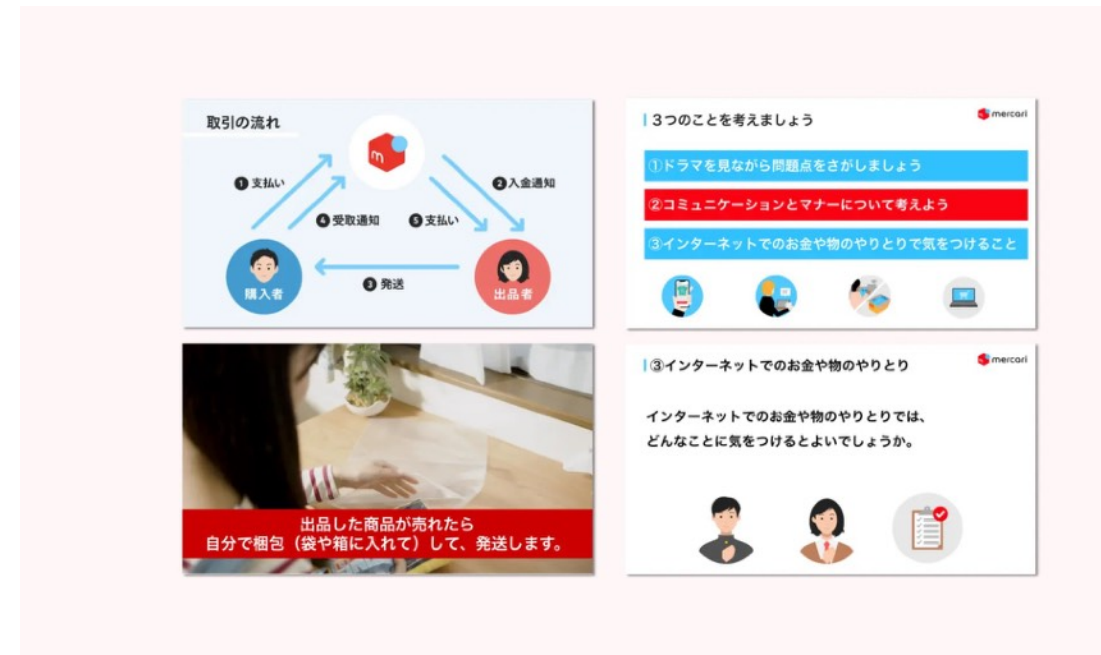 取引の流れ
m
❶ 支払い
❷ 入金通知
❹ 受取通知
❺ 支払い
❸ 発送
購入者
出品者
3つのことを考えましょう
mercari
①ドラマを見ながら問題点をさがしましょう
②コミュニケーションとマナーについて考えよう
③インターネットでのお金や物のやりとりで気をつけること
出品した商品が売れたら
自分で梱包（袋や箱に入れて）して、発送します。
③インターネットでのお金や物のやりとり
mercari
インターネットでのお金や物のやりとりでは、
どんなことに気をつけるとよいでしょうか。